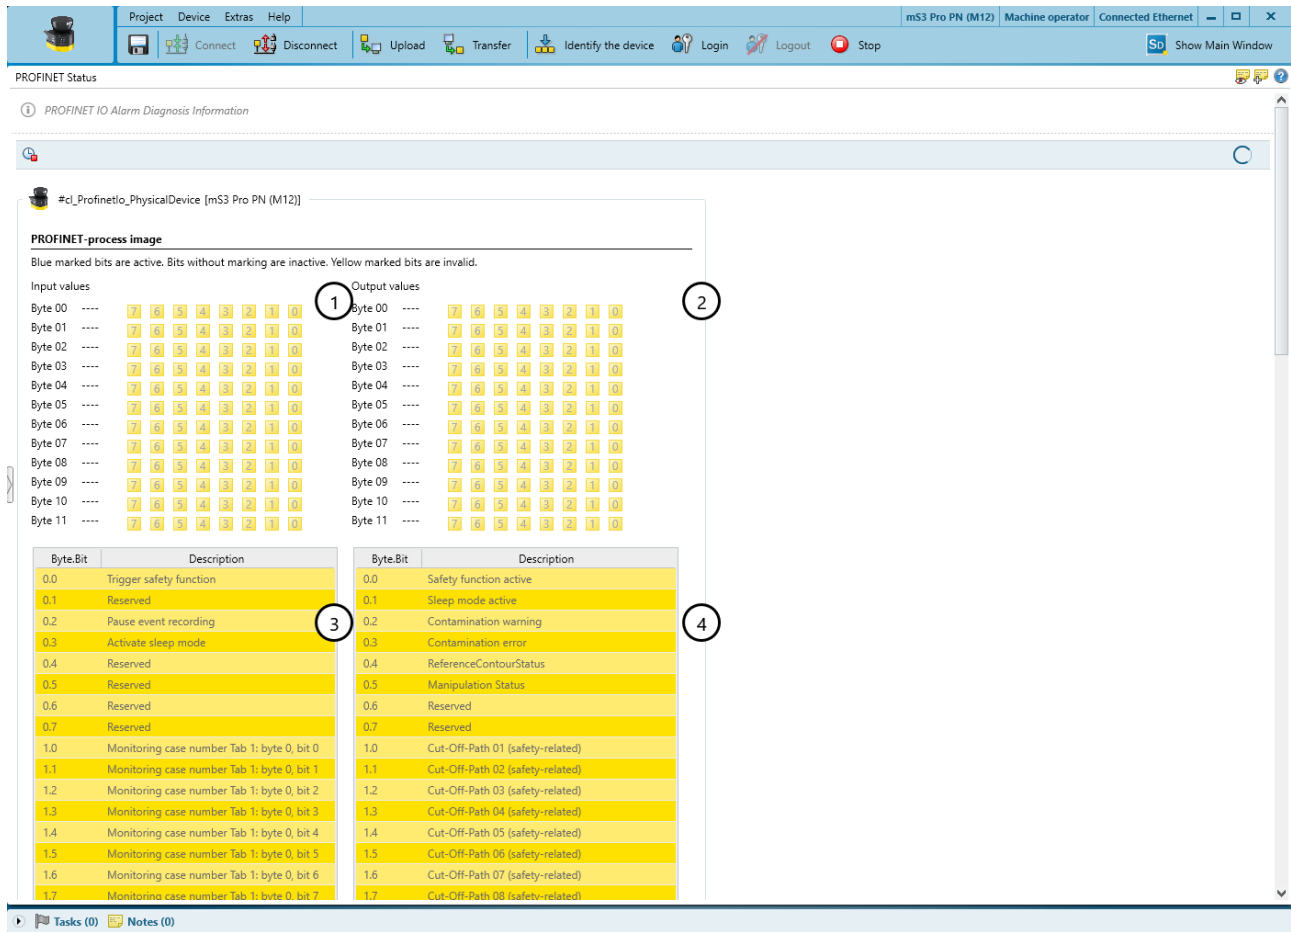 Project Device Extras Help
mS3 Pro PN (M12) Machine operator Connected Ethernet
Connect Disconnect Upload Transfer Identify the device Login Logout Stop
SD Show Main Window
PROFINET Status
PROFINET IO Alarm Diagnosis Information
#cl_ProfinetIo_PhysicalDevice [mS3 Pro PN (M12)]
PROFINET-process image
Blue marked bits are active. Bits without marking are inactive. Yellow marked bits are invalid.
Input values 1 Output values 2
Byte 00 ---- 7 6 5 4 3 2 1 0 Byte 00 ---- 7 6 5 4 3 2 1 0
Byte 01 ---- 7 6 5 4 3 2 1 0 Byte 01 ---- 7 6 5 4 3 2 1 0
Byte 02 ---- 7 6 5 4 3 2 1 0 Byte 02 ---- 7 6 5 4 3 2 1 0
Byte 03 ---- 7 6 5 4 3 2 1 0 Byte 03 ---- 7 6 5 4 3 2 1 0
Byte 04 ---- 7 6 5 4 3 2 1 0 Byte 04 ---- 7 6 5 4 3 2 1 0
Byte 05 ---- 7 6 5 4 3 2 1 0 Byte 05 ---- 7 6 5 4 3 2 1 0
Byte 06 ---- 7 6 5 4 3 2 1 0 Byte 06 ---- 7 6 5 4 3 2 1 0
Byte 07 ---- 7 6 5 4 3 2 1 0 Byte 07 ---- 7 6 5 4 3 2 1 0
Byte 08 ---- 7 6 5 4 3 2 1 0 Byte 08 ---- 7 6 5 4 3 2 1 0
Byte 09 ---- 7 6 5 4 3 2 1 0 Byte 09 ---- 7 6 5 4 3 2 1 0
Byte 10 ---- 7 6 5 4 3 2 1 0 Byte 10 ---- 7 6 5 4 3 2 1 0
Byte 11 ---- 7 6 5 4 3 2 1 0 Byte 11 ---- 7 6 5 4 3 2 1 0
Byte.Bit Description Byte.Bit Description
0.0 Trigger safety function 0.0 Safety function active
0.1 Reserved 0.1 Sleep mode active
0.2 Pause event recording 3 0.2 Contamination warning 4
0.3 Activate sleep mode 0.3 Contamination error
0.4 Reserved 0.4 ReferenceContourStatus
0.5 Reserved 0.5 Manipulation Status
0.6 Reserved 0.6 Reserved
0.7 Reserved 0.7 Reserved
1.0 Monitoring case number Tab 1: byte 0, bit 0 1.0 Cut-Off-Path 01 (safety-related)
1.1 Monitoring case number Tab 1: byte 0, bit 1 1.1 Cut-Off-Path 02 (safety-related)
1.2 Monitoring case number Tab 1: byte 0, bit 2 1.2 Cut-Off-Path 03 (safety-related)
1.3 Monitoring case number Tab 1: byte 0, bit 3 1.3 Cut-Off-Path 04 (safety-related)
1.4 Monitoring case number Tab 1: byte 0, bit 4 1.4 Cut-Off-Path 05 (safety-related)
1.5 Monitoring case number Tab 1: byte 0, bit 5 1.5 Cut-Off-Path 06 (safety-related)
1.6 Monitoring case number Tab 1: byte 0, bit 6 1.6 Cut-Off-Path 07 (safety-related)
1.7 Monitoring case number Tab 1: byte 0, bit 7 1.7 Cut-Off-Path 08 (safety-related)
Tasks (0) Notes (0)